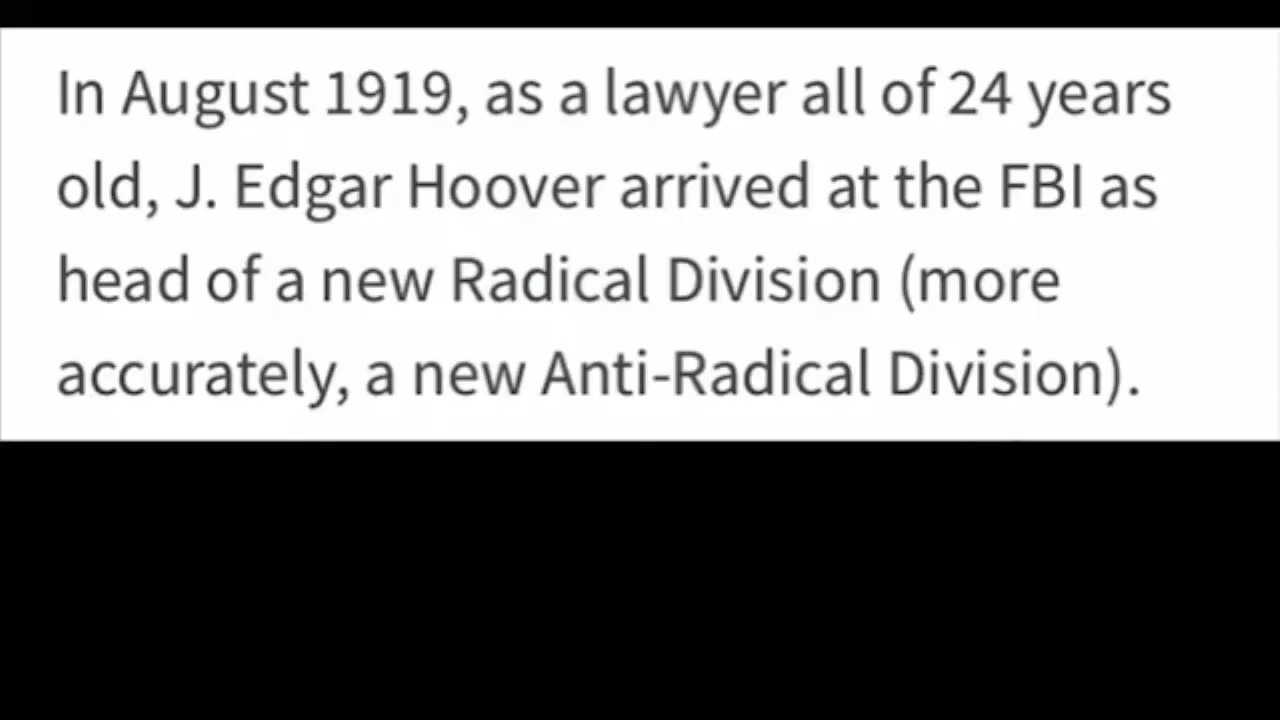 In August 1919, as a lawyer all of 24 years
old, J. Edgar Hoover arrived at the FBI as
head of a new Radical Division (more
accurately, a new Anti-Radical Division).